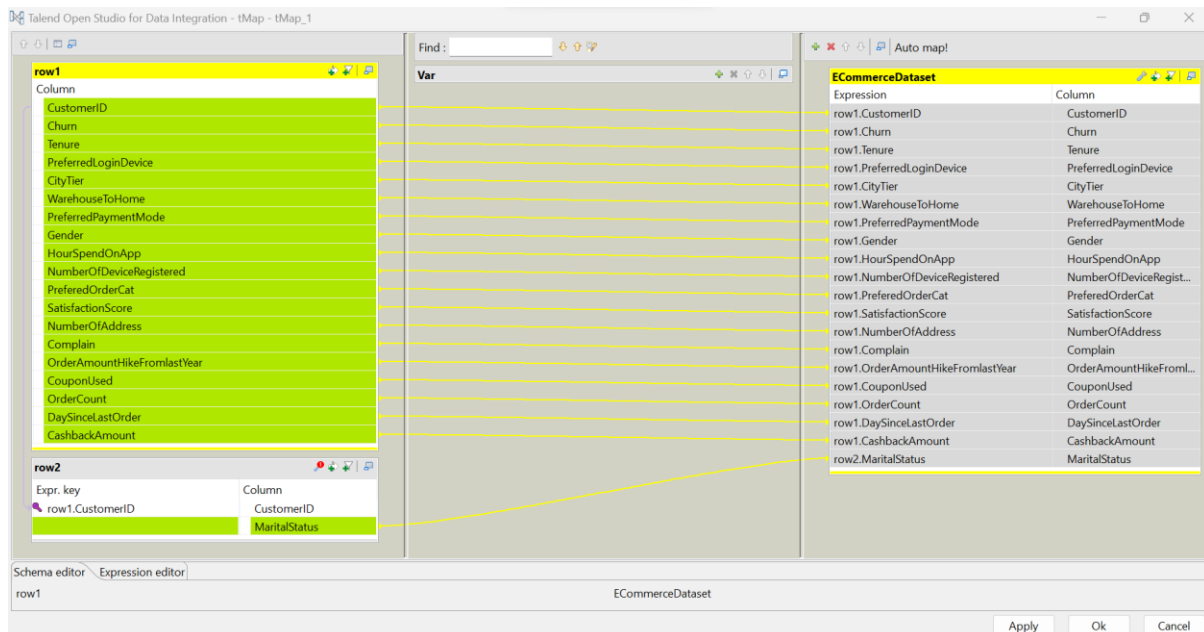 Talend Open Studio for Data Integration - tMap - tMap_1
row1
Column
CustomerID
Churn
Tenure
PreferredLoginDevice
CityTier
WarehouseToHome
PreferredPaymentMode
Gender
HourSpendOnApp
NumberOfDeviceRegistered
PreferedOrderCat
SatisfactionScore
NumberOfAddress
Complain
OrderAmountHikeFromlastYear
CouponUsed
OrderCount
DaySinceLastOrder
CashbackAmount
row2
Expr. key Column
row1.CustomerID CustomerID
MaritalStatus
Find :
Var
Auto map!
ECommerceDataset
Expression Column
row1.CustomerID CustomerID
row1.Churn Churn
row1.Tenure Tenure
row1.PreferredLoginDevice PreferredLoginDevice
row1.CityTier CityTier
row1.WarehouseToHome WarehouseToHome
row1.PreferredPaymentMode PreferredPaymentMode
row1.Gender Gender
row1.HourSpendOnApp HourSpendOnApp
row1.NumberOfDeviceRegistered NumberOfDeviceRegist...
row1.PreferedOrderCat PreferedOrderCat
row1.SatisfactionScore SatisfactionScore
row1.NumberOfAddress NumberOfAddress
row1.Complain Complain
row1.OrderAmountHikeFromlastYear OrderAmountHikeFroml...
row1.CouponUsed CouponUsed
row1.OrderCount OrderCount
row1.DaySinceLastOrder DaySinceLastOrder
row1.CashbackAmount CashbackAmount
row2.MaritalStatus MaritalStatus
Schema editor Expression editor
row1 ECommerceDataset
Apply Ok Cancel